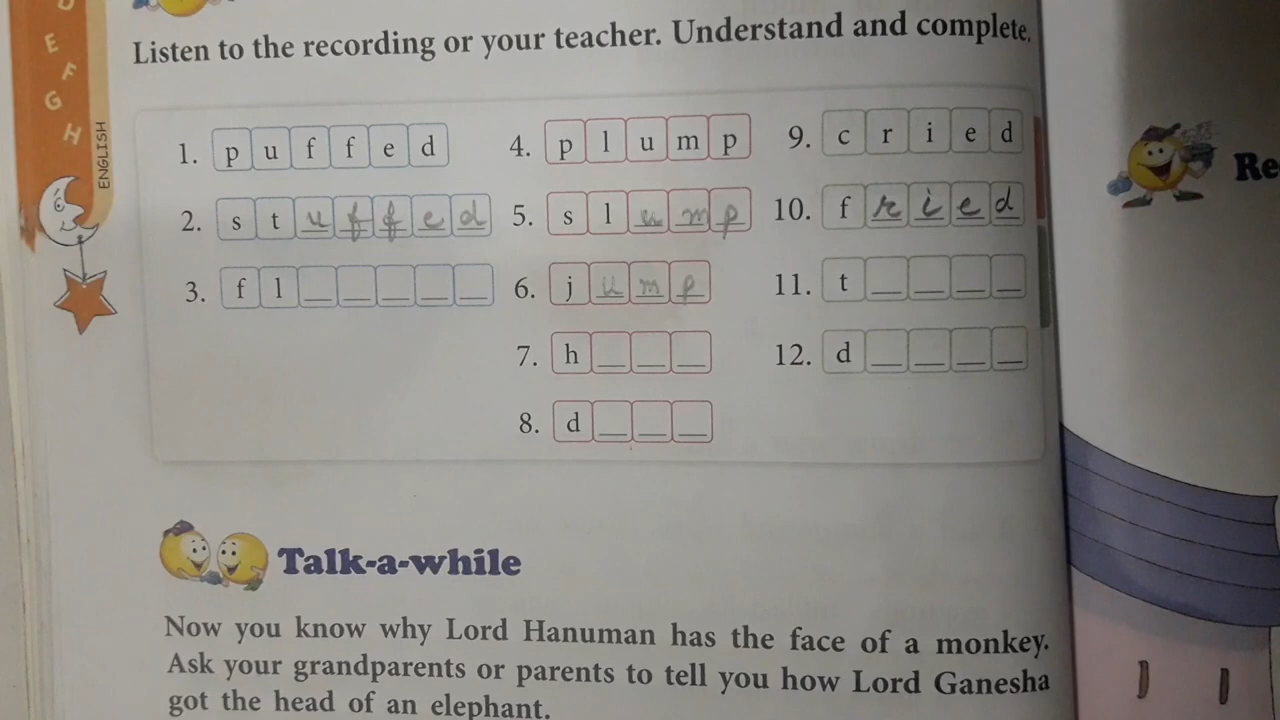 E
F
G
H
ENGLISH
Listen to the recording or your teacher. Understand and complete.
1. p u f f e d
2. s t u f f e d
3. f l _ _ _ _ _
4. p l u m p
5. s l u m p
6. j u m p
7. h _ _ _
8. d _ _ _
9. c r i e d
10. f r i e d
11. t _ _ _ _
12. d _ _ _ _
Talk-a-while
Now you know why Lord Hanuman has the face of a monkey.
Ask your grandparents or parents to tell you how Lord Ganesha
got the head of an elephant.
Re